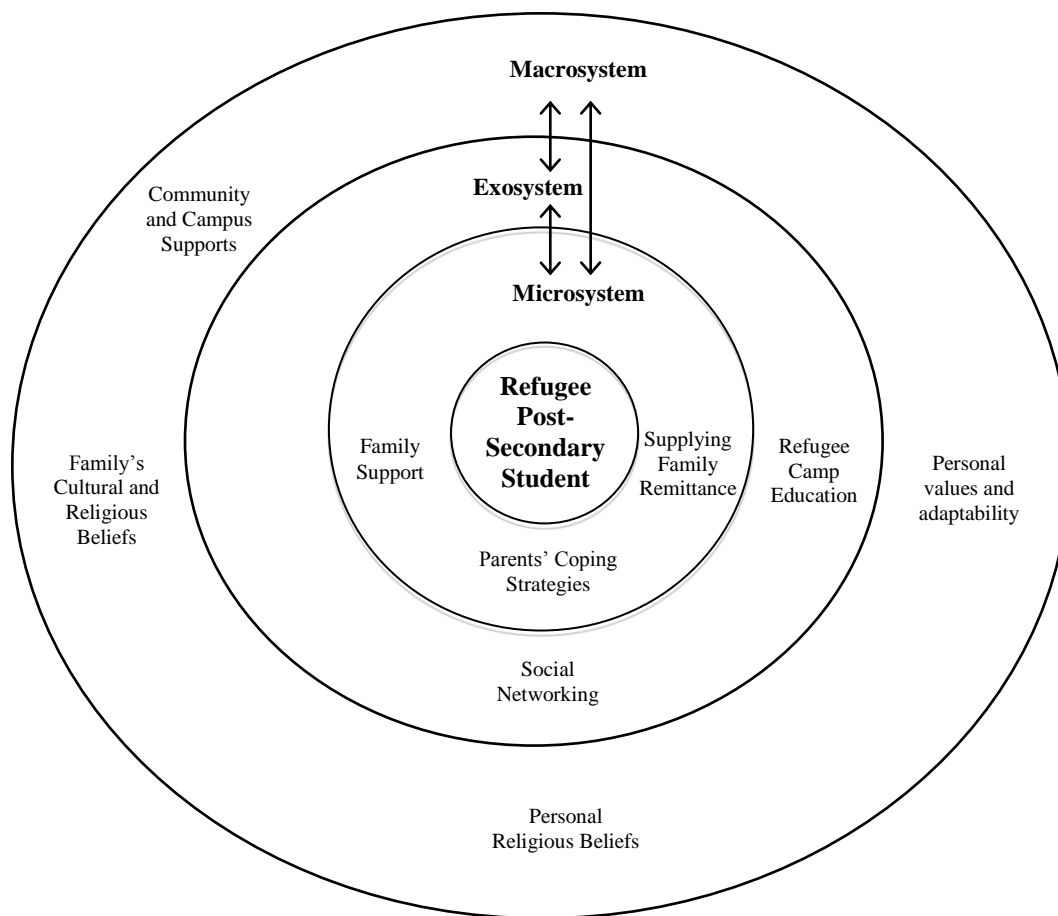 Macrosystem
Community
and Campus
Supports
Exosystem
Microsystem
Refugee
Post-
Secondary
Student
Family
Support
Supplying
Family
Remittance
Refugee
Camp
Education
Family's
Cultural and
Religious
Beliefs
Personal
values and
adaptability
Parents’ Coping
Strategies
Social
Networking
Personal
Religious Beliefs